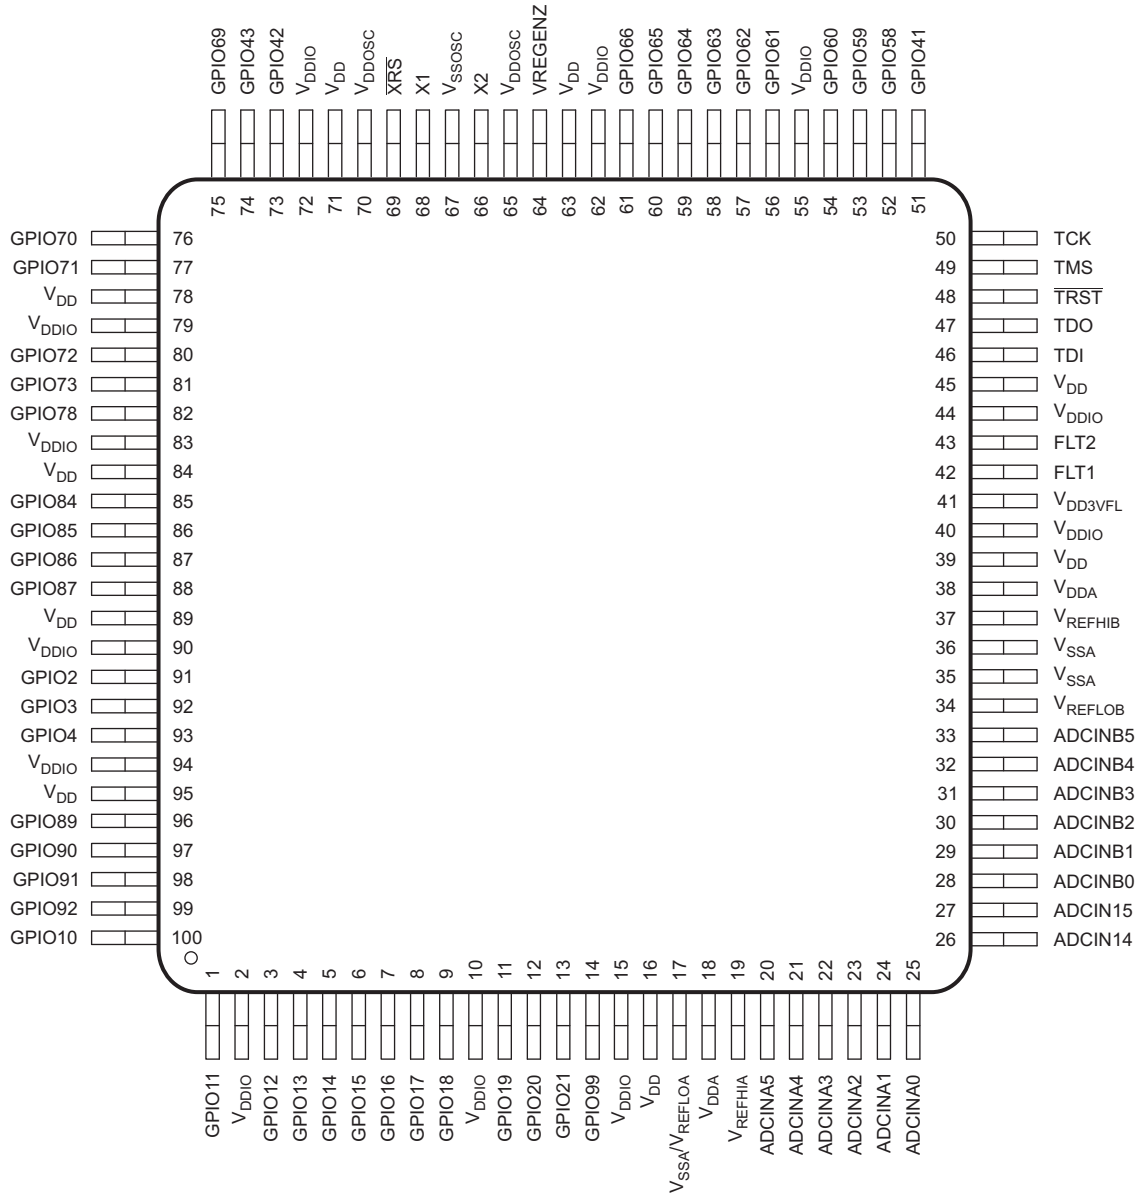 GPIO69
GPIO43
GPIO42
VDDIO
VDD
VDDOSC
XRS
X1
VSSOSC
X2
VDDOSC
VREGENZ
VDD
VDDIO
GPIO66
GPIO65
GPIO64
GPIO63
GPIO62
GPIO61
VDDIO
GPIO60
GPIO59
GPIO58
GPIO41
75
74
73
72
71
70
69
68
67
66
65
64
63
62
61
60
59
58
57
56
55
54
53
52
51
GPIO70 76
GPIO71 77
VDD 78
VDDIO 79
GPIO72 80
GPIO73 81
GPIO78 82
VDDIO 83
VDD 84
GPIO84 85
GPIO85 86
GPIO86 87
GPIO87 88
VDD 89
VDDIO 90
GPIO2 91
GPIO3 92
GPIO4 93
VDDIO 94
VDD 95
GPIO89 96
GPIO90 97
GPIO91 98
GPIO92 99
GPIO10 100
50 TCK
49 TMS
48 TRST
47 TDO
46 TDI
45 VDD
44 VDDIO
43 FLT2
42 FLT1
41 VDD3VFL
40 VDDIO
39 VDD
38 VDDA
37 VREFHIB
36 VSSA
35 VSSA
34 VREFLOB
33 ADCINB5
32 ADCINB4
31 ADCINB3
30 ADCINB2
29 ADCINB1
28 ADCINB0
27 ADCIN15
26 ADCIN14
1
2
3
4
5
6
7
8
9
10
11
12
13
14
15
16
17
18
19
20
21
22
23
24
25
GPIO11
VDDIO
GPIO12
GPIO13
GPIO14
GPIO15
GPIO16
GPIO17
GPIO18
VDDIO
GPIO19
GPIO20
GPIO21
GPIO99
VDDIO
VDD
VSSA/VREFLOA
VDDA
VREFHIA
ADCINA5
ADCINA4
ADCINA3
ADCINA2
ADCINA1
ADCINA0